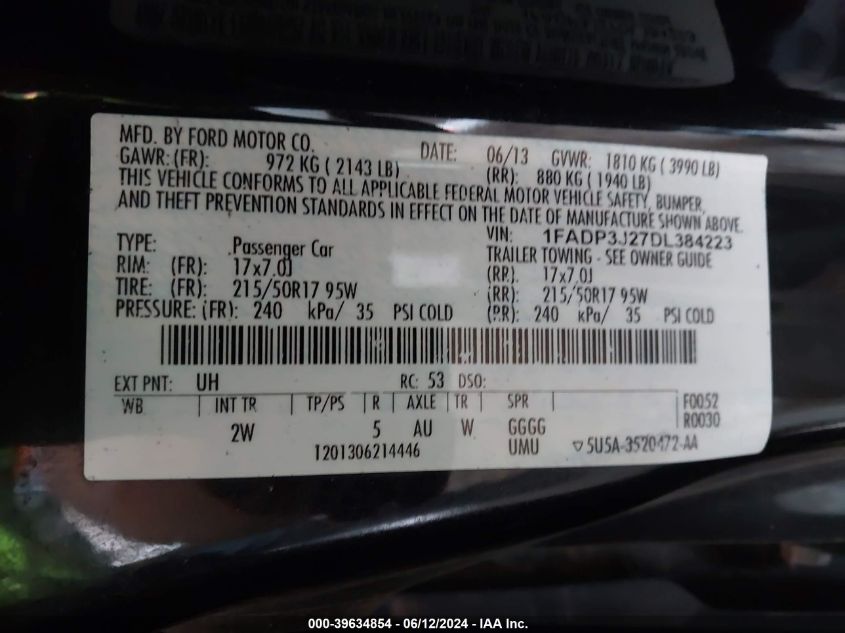 MFD. BY FORD MOTOR CO.
DATE: 06/13 GVWR: 1810 KG ( 3990 LB)
GAWR: (FR): 972 KG ( 2143 LB) (RR): 880 KG ( 1940 LB)
THIS VEHICLE CONFORMS TO ALL APPLICABLE FEDERAL MOTOR VEHICLE SAFETY, BUMPER,
AND THEFT PREVENTION STANDARDS IN EFFECT ON THE DATE OF MANUFACTURE SHOWN ABOVE.
VIN: 1FADP3J27DL384223
TYPE: Passenger Car TRAILER TOWING - SEE OWNER GUIDE
RIM: (FR): 17x7.0J (RR): 17x7.0J
TIRE: (FR): 215/50R17 95W (RR): 215/50R17 95W
PRESSURE: (FR): 240 kPa/ 35 PSI COLD (RR): 240 kPa/ 35 PSI COLD
EXT PNT: UH RC: 53 DSO:
WB INT TR TP/PS R AXLE TR SPR F0052
R0030
2W 5 AU W GGGG
UMU
1201306214446 5U5A-3520472-AA
000-39634854 - 06/12/2024 - IAA Inc.